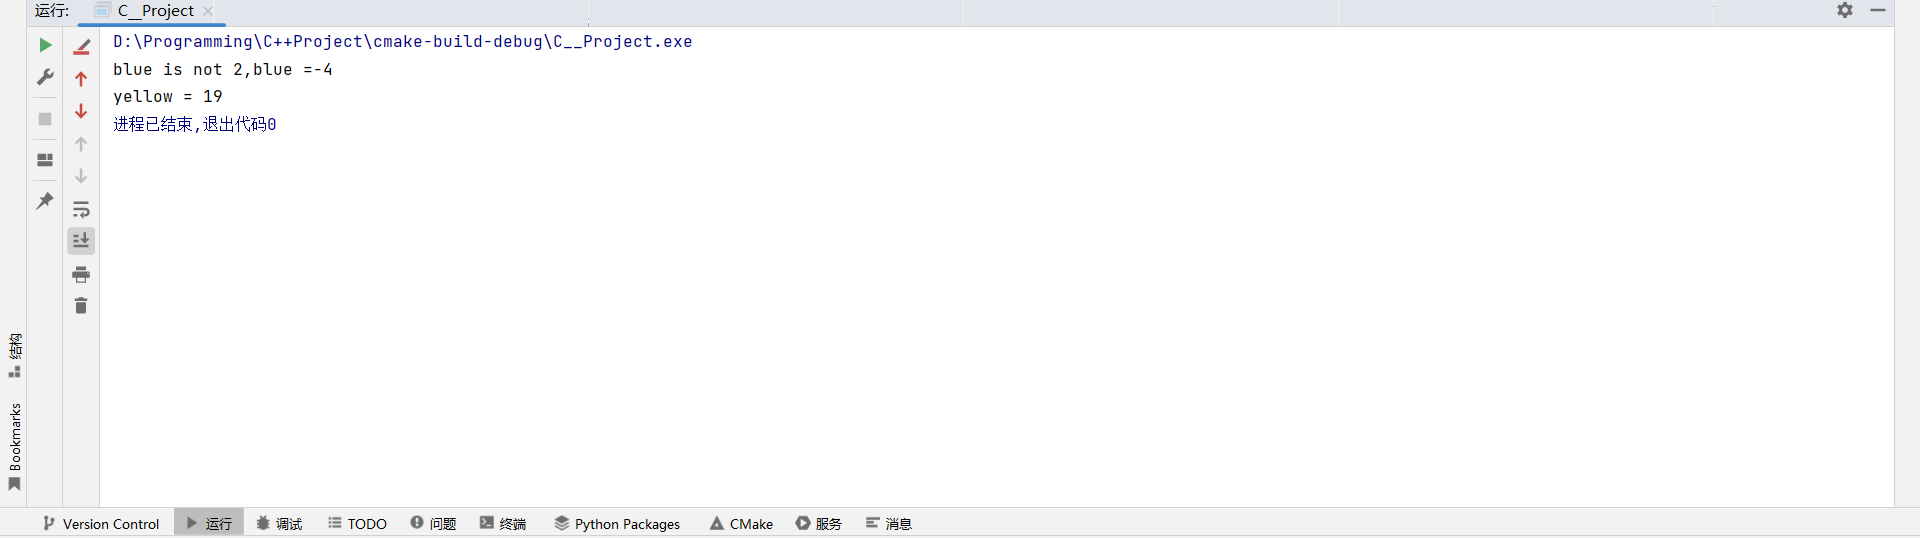 运行: C__Project
D:\Programming\C++Project\cmake-build-debug\C__Project.exe
blue is not 2,blue =-4
yellow = 19
进程已结束,退出代码0
结构
Bookmarks
Version Control 运行 调试 TODO 问题 终端 Python Packages CMake 服务 消息